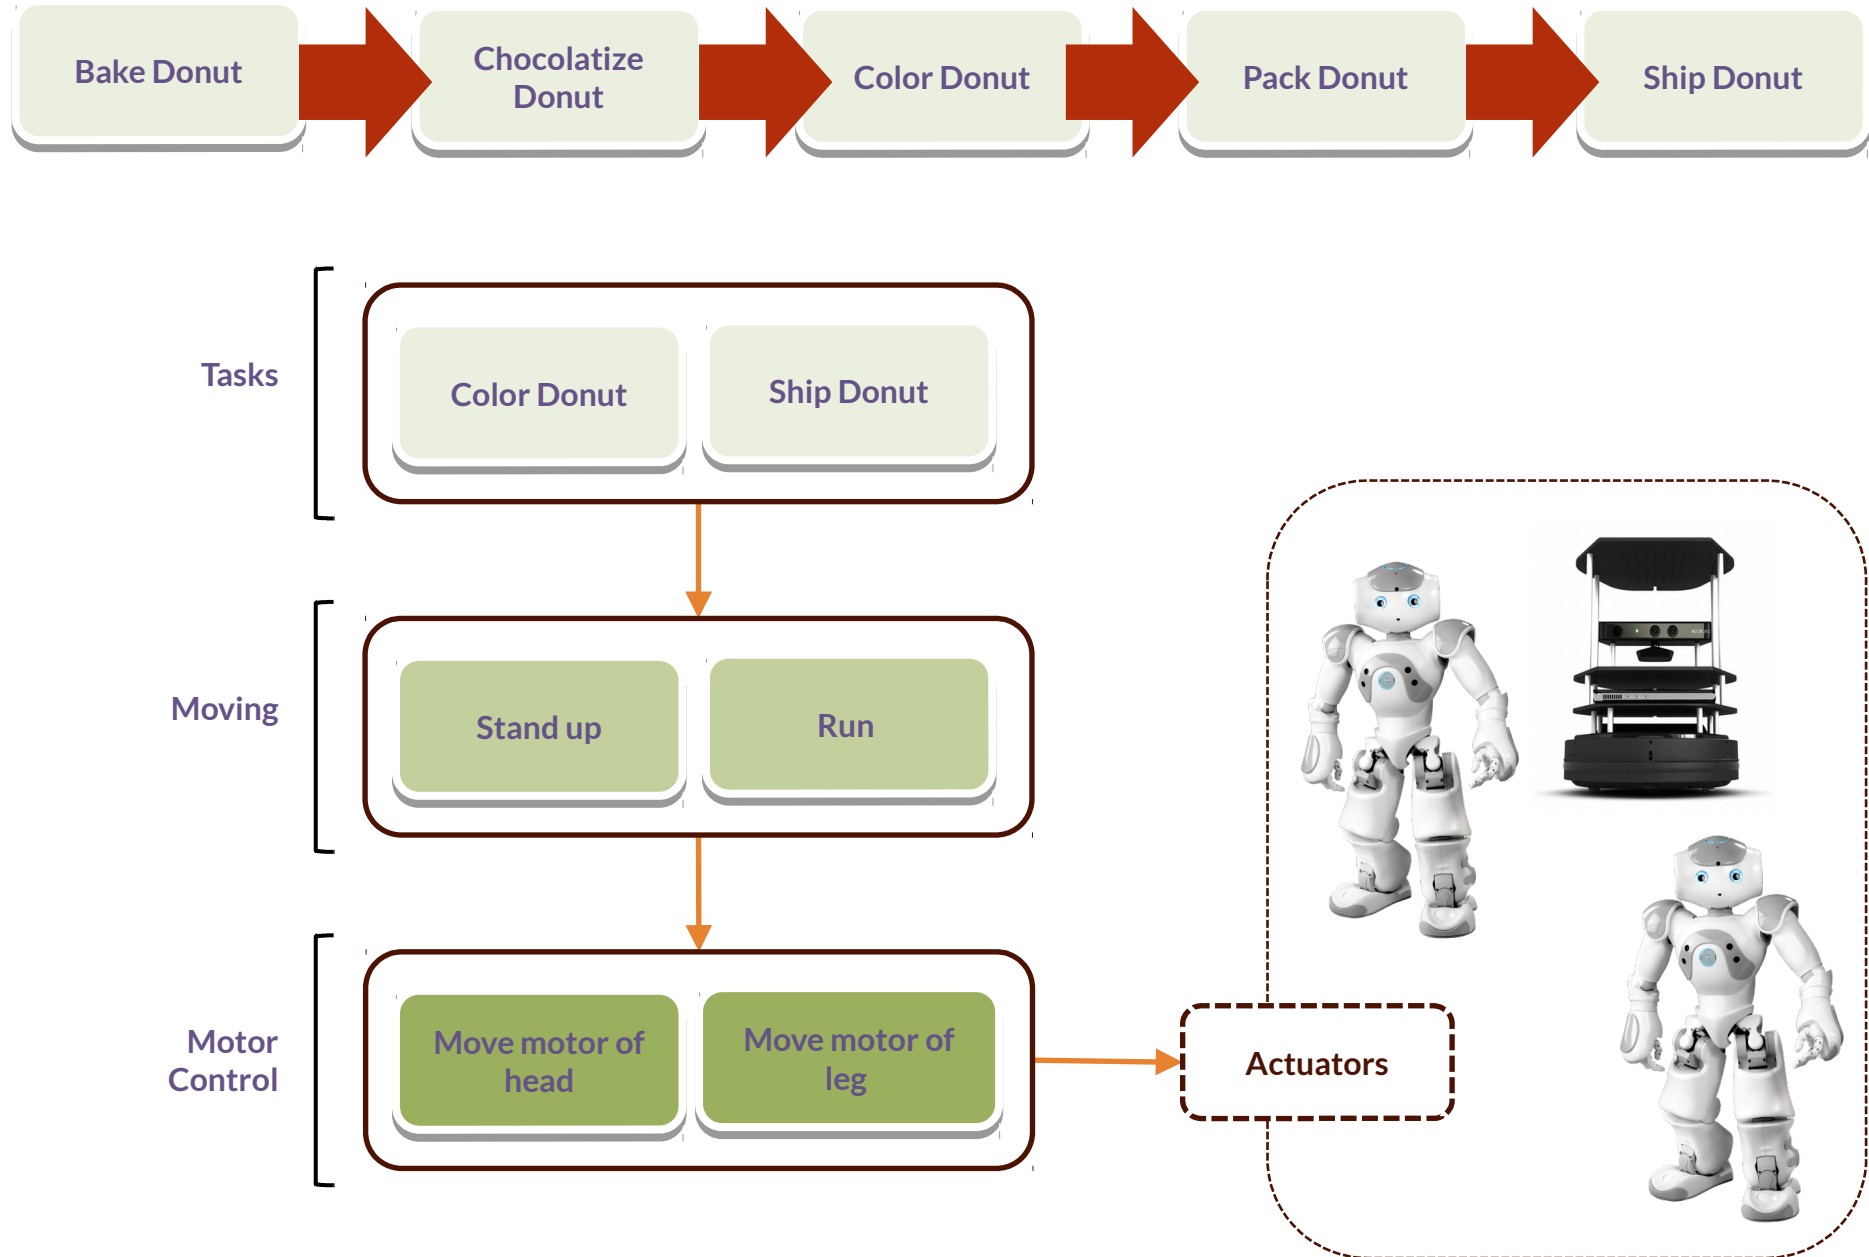 Bake Donut
Chocolatize
Donut
Color Donut
Pack Donut
Ship Donut
Tasks
Color Donut
Ship Donut
Moving
Stand up
Run
Motor
Control
Move motor of
head
Move motor of
leg
Actuators